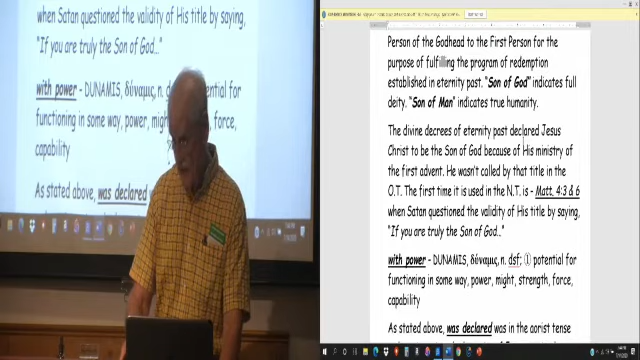 when Satan questioned the validity of His title by saying,
"If you are truly the Son of God…"
with power - DUNAMIS, δύναμις, n. d
tential for
functioning in some way, power, might
, force,
capability
As stated above, was declared w
Person of the Godhead to the First Person for the
purpose of fulfilling the program of redemption
established in eternity past. "Son of God" indicates full
deity. "Son of Man" indicates true humanity.
The divine decrees of eternity past declared Jesus
Christ to be the Son of God because of His ministry of
the first advent. He wasn't called by that title in the
O.T. The first time it is used in the N.T. is - Matt. 4:3 & 6
when Satan questioned the validity of His title by saying,
"If you are truly the Son of God…"
with power - DUNAMIS, δύναμις, n. dsf; ① potential for
functioning in some way, power, might, strength, force,
capability
As stated above, was declared was in the aorist tense